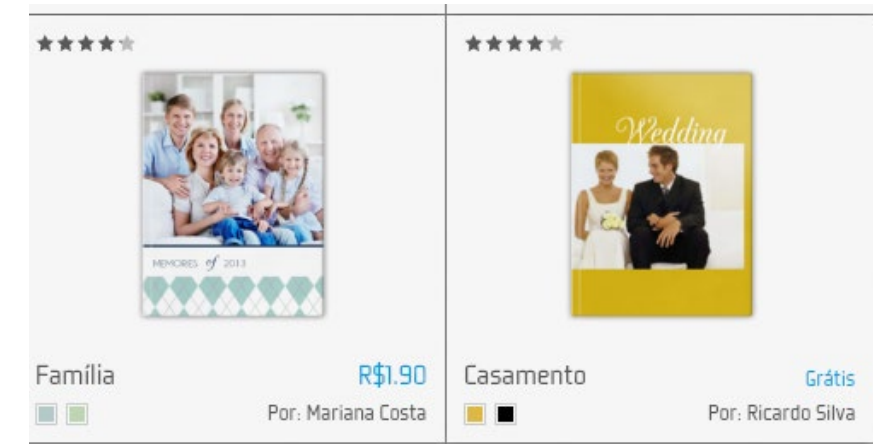 MEMORIES of 2013
Família
R$1.90
Por: Mariana Costa
Wedding
Casamento
Grátis
Por: Ricardo Silva